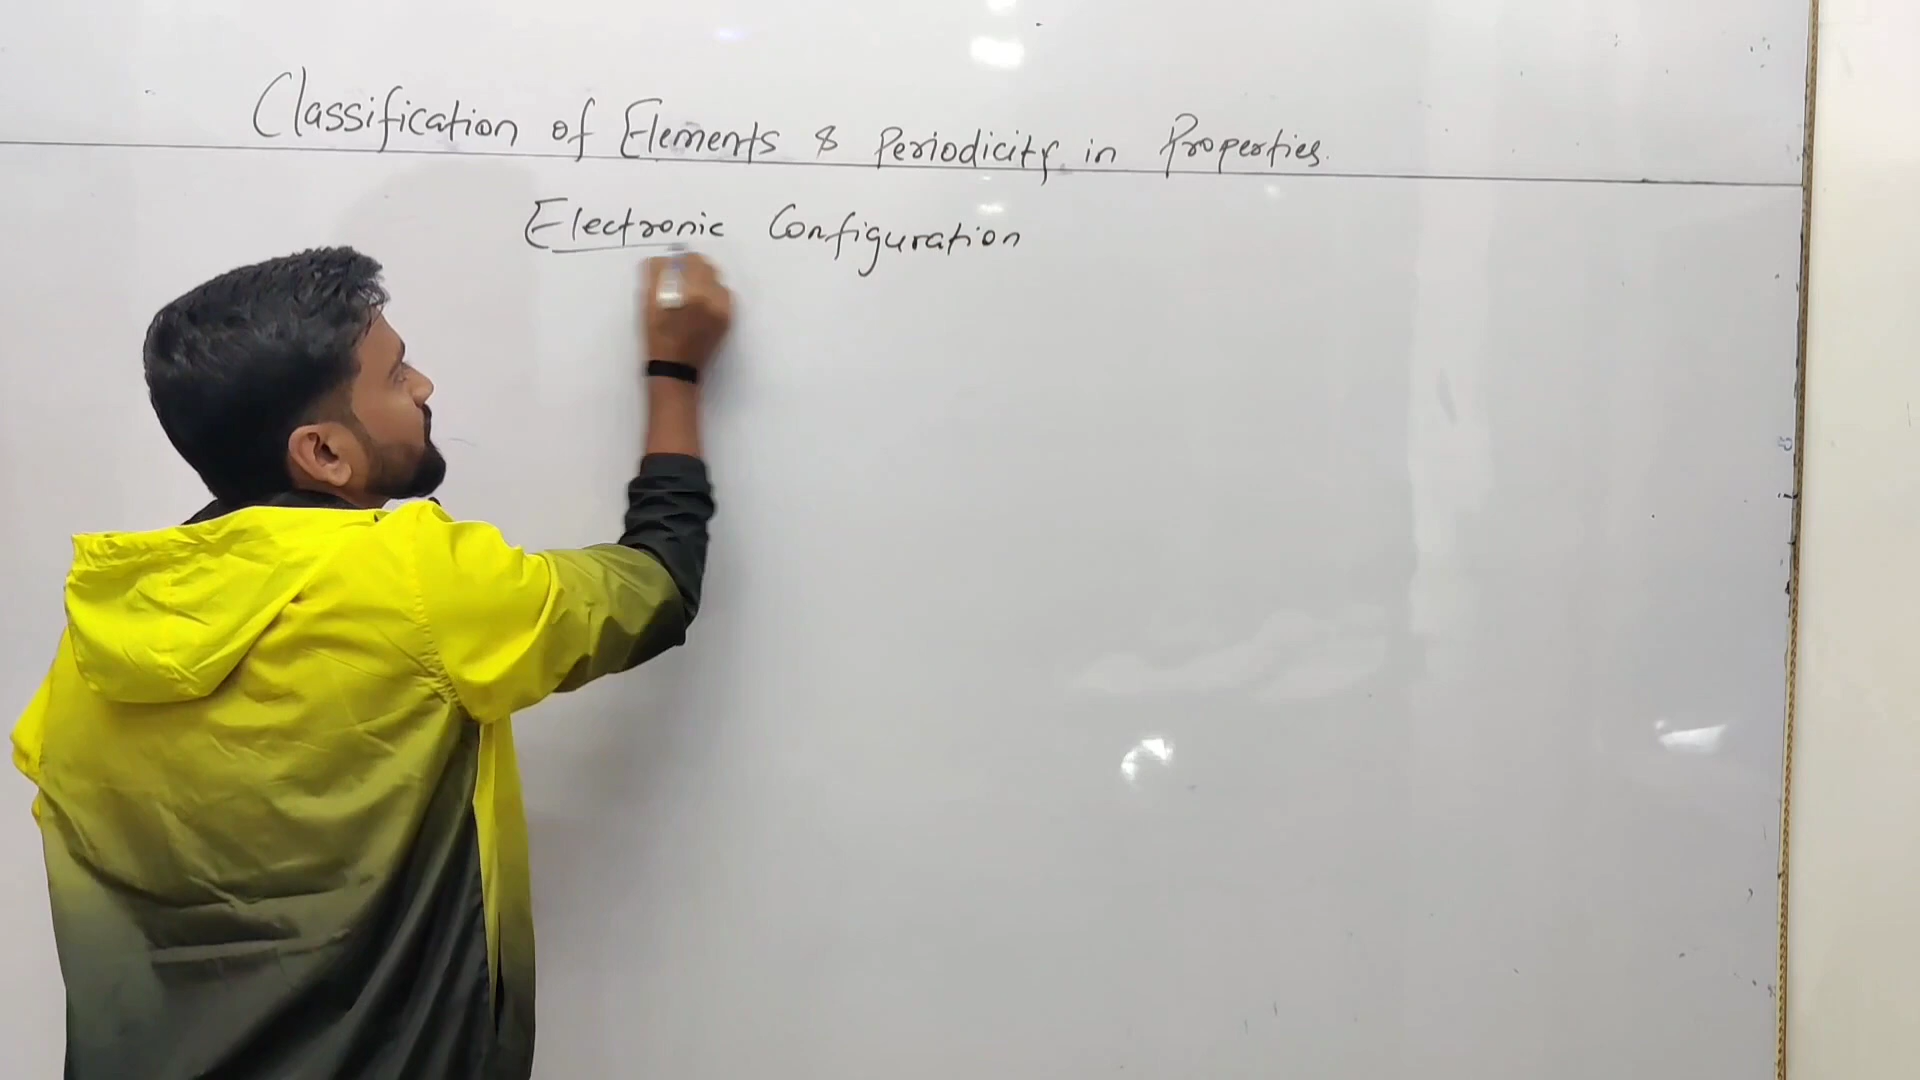 Classification of Elements & Periodicity in Properties.
Electronic Configuration